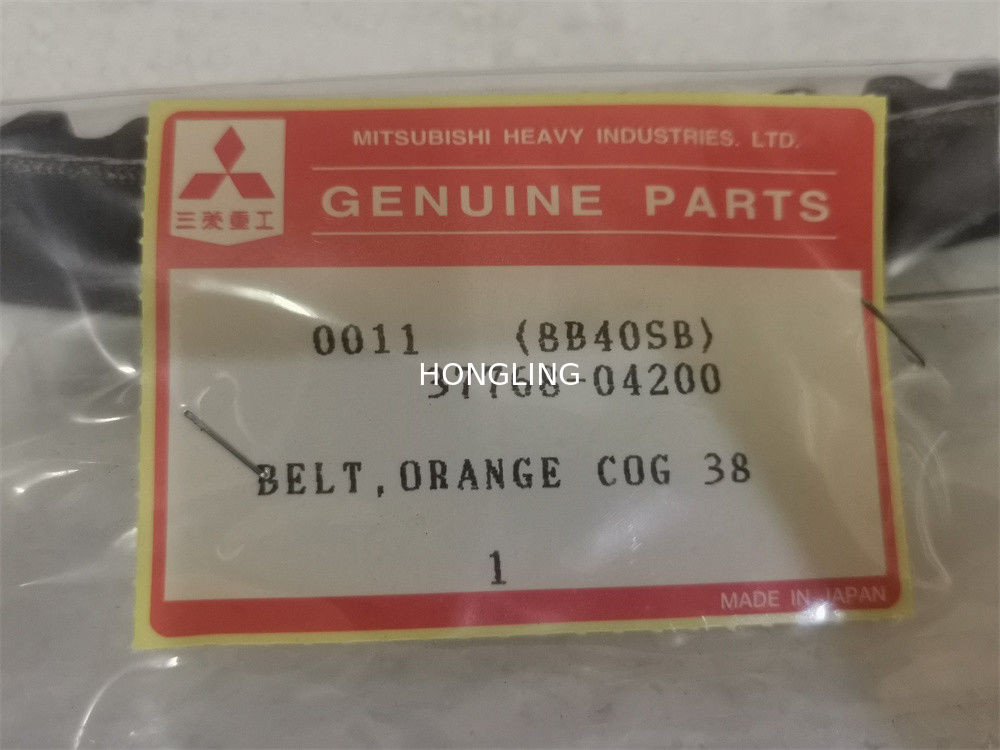 MITSUBISHI HEAVY INDUSTRIES. LTD.
GENUINE PARTS
三菱重工
0011 (8B40SB)
HONGLING
37768-04200
BELT, ORANGE COG 38
1
MADE IN JAPAN